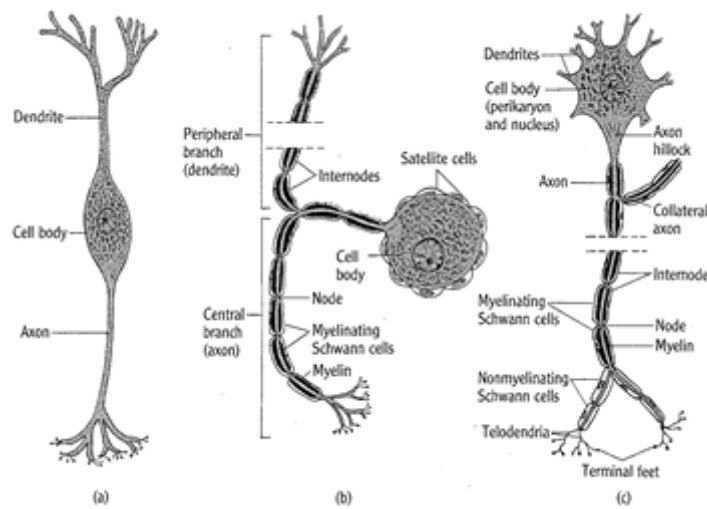 Dendrite
Cell body
Axon
(a)
Peripheral
branch
(dendrite)
Internodes
Satellite cells
Cell
body
Central
branch
(axon)
Node
Myelinating
Schwann cells
Myelin
(b)
Dendrites
Cell body
(perikaryon
and nucleus)
Axon
hillock
Axon
Collateral
axon
Internode
Myelinating
Schwann cells
Node
Myelin
Nonmyelinating
Schwann cells
Telodendria
Terminal feet
(c)